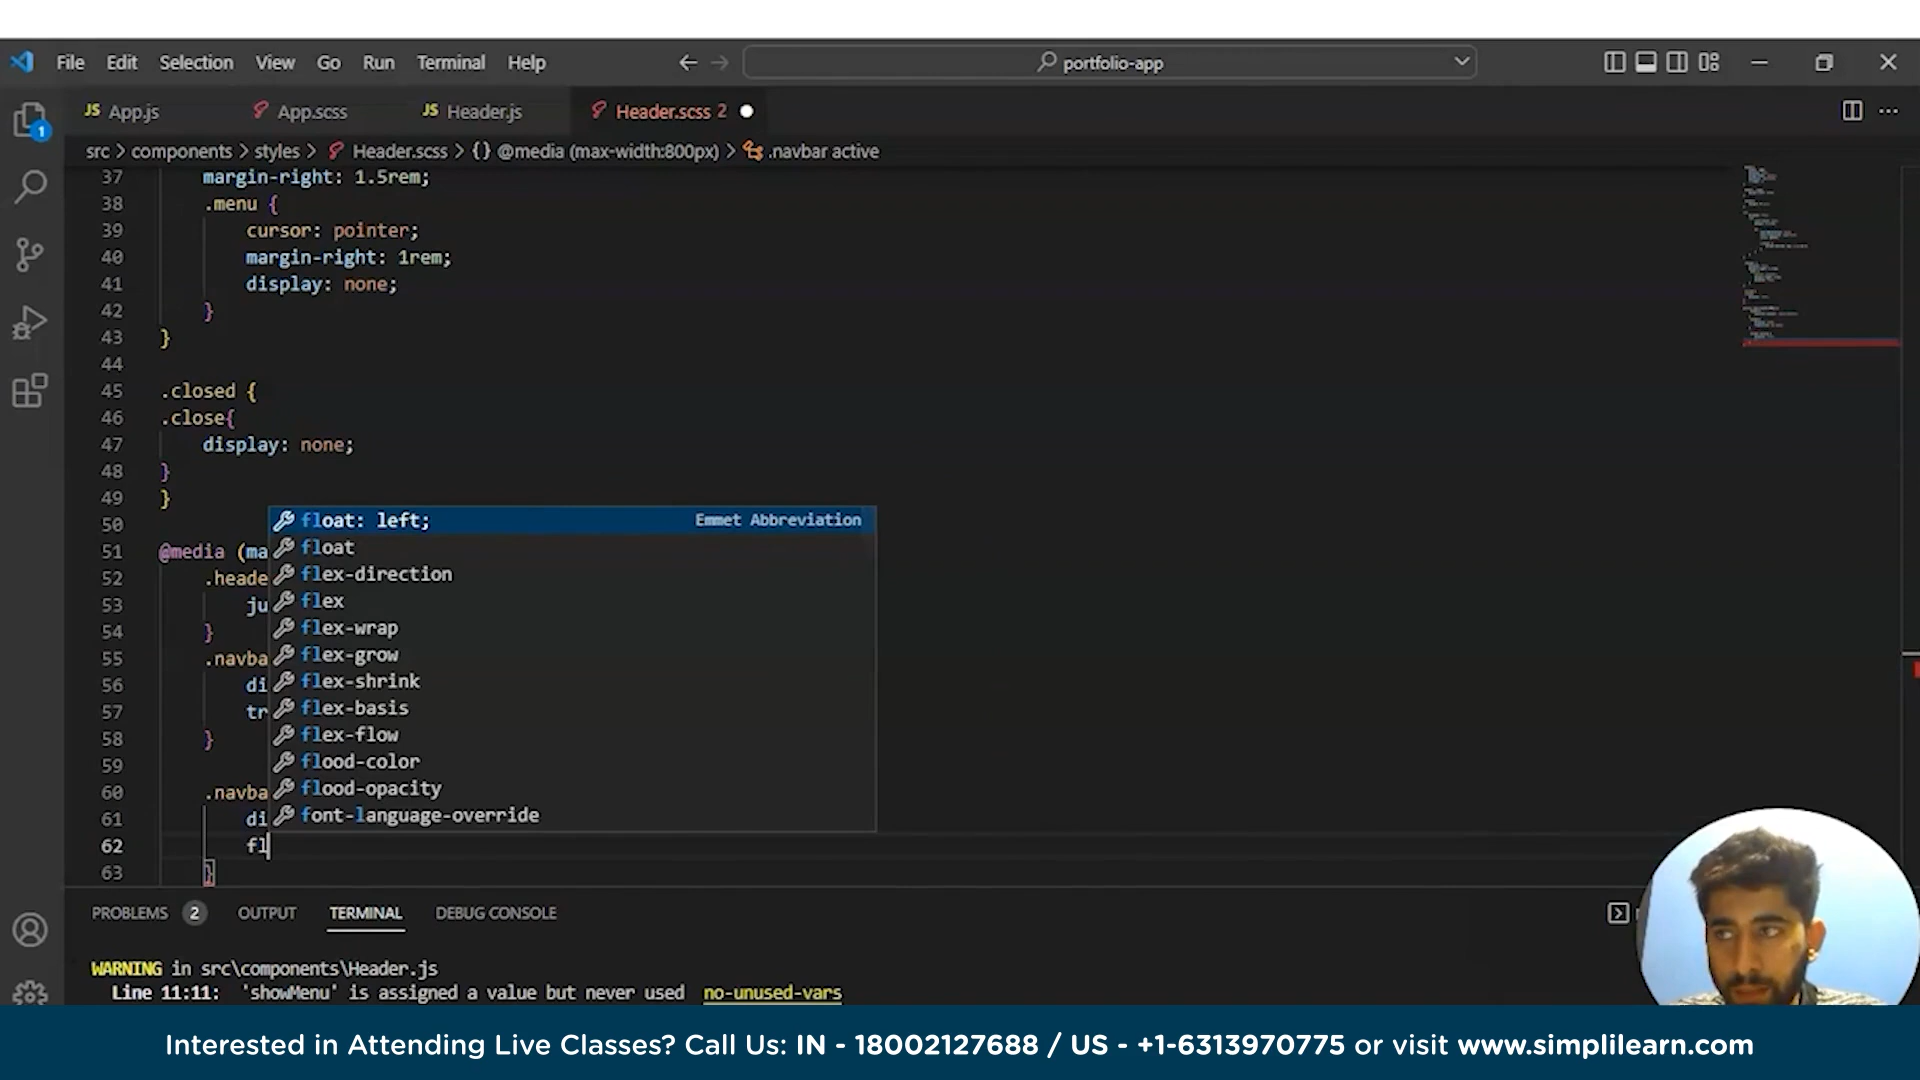 File Edit Selection View Go Run Terminal Help
portfolio-app
1
JS App.js
App.scss
JS Header.js
Header.scss 2
src > components > styles > Header.scss > {} @media (max-width:800px) > .navbar active
37 margin-right: 1.5rem;
38 .menu {
39 cursor: pointer;
40 margin-right: 1rem;
41 display: none;
42 }
43 }
44
45 .closed {
46 .close{
47 display: none;
48 }
49 }
50
51 @media (ma
52 .heade
53 ju
54 }
55 .navba
56 di
57 tr
58 }
59
60 .navba
61 di
62 fl
63 }
float: left; Emmet Abbreviation
float
flex-direction
flex
flex-wrap
flex-grow
flex-shrink
flex-basis
flex-flow
flood-color
flood-opacity
font-language-override
PROBLEMS 2 OUTPUT TERMINAL DEBUG CONSOLE
WARNING in src\components\Header.js
Line 11:11: 'showMenu' is assigned a value but never used no-unused-vars
Interested in Attending Live Classes? Call Us: IN - 18002127688 / US - +1-6313970775 or visit www.simplilearn.com